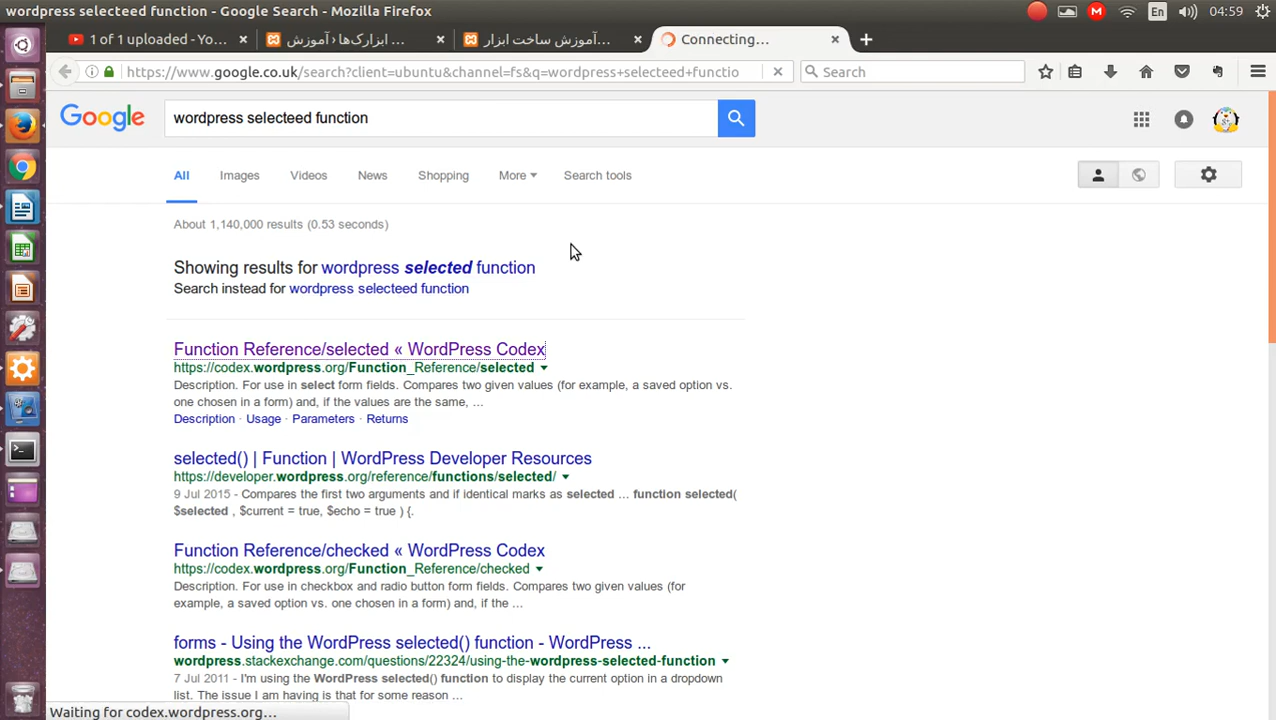 wordpress selecteed function - Google Search - Mozilla Firefox
En
04:59
1 of 1 uploaded - Yo...
ابزارک‌ها ‹ آموزش ...
آموزش ساخت ابزار...
Connecting...
https://www.google.co.uk/search?client=ubuntu&channel=fs&q=wordpress+selecteed+functio
Search
Google
wordpress selecteed function
All
Images
Videos
News
Shopping
More
Search tools
About 1,140,000 results (0.53 seconds)
Showing results for wordpress selected function
Search instead for wordpress selecteed function
Function Reference/selected « WordPress Codex
https://codex.wordpress.org/Function_Reference/selected
Description. For use in select form fields. Compares two given values (for example, a saved option vs.
one chosen in a form) and, if the values are the same, ...
Description · Usage · Parameters · Returns
selected() | Function | WordPress Developer Resources
https://developer.wordpress.org/reference/functions/selected/
9 Jul 2015 - Compares the first two arguments and if identical marks as selected ... function selected(
$selected , $current = true, $echo = true ) {.
Function Reference/checked « WordPress Codex
https://codex.wordpress.org/Function_Reference/checked
Description. For use in checkbox and radio button form fields. Compares two given values (for
example, a saved option vs. one chosen in a form) and, if the ...
forms - Using the WordPress selected() function - WordPress ...
wordpress.stackexchange.com/questions/22324/using-the-wordpress-selected-function
7 Jul 2011 - I'm using the WordPress selected() function to display the current option in a dropdown
list. The issue I am having is that for some reason ...
Waiting for codex.wordpress.org...